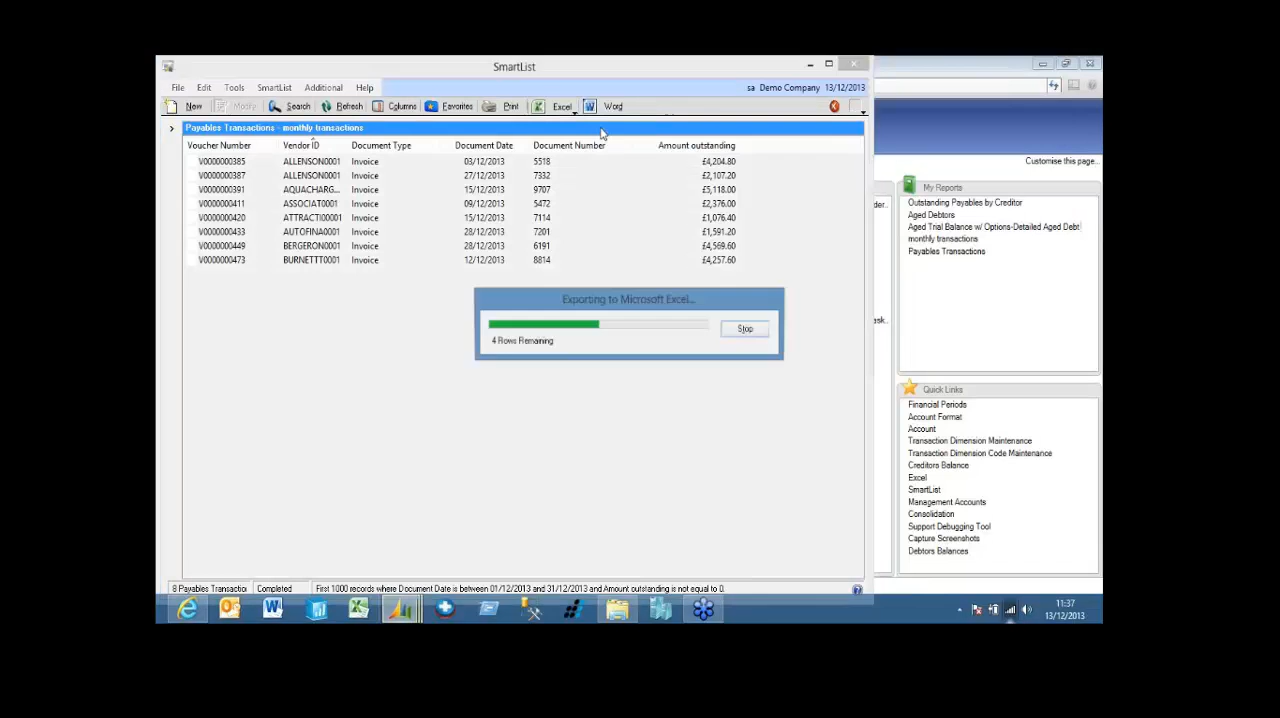 SmartList
File Edit Tools SmartList Additional Help
sa Demo Company 13/12/2013
New Modify Search Refresh Columns Favorites Print Excel Word
Customise this page...
Payables Transactions - monthly transactions
Voucher Number Vendor ID Document Type Document Date Document Number Amount outstanding
V0000000385 ALLENSON0001 Invoice 03/12/2013 5518 £4,204.80
V0000000387 ALLENSON0001 Invoice 27/12/2013 7332 £2,107.20
V0000000391 AQUACHARG... Invoice 15/12/2013 9707 £5,118.00
V0000000411 ASSOCIAT0001 Invoice 09/12/2013 5472 £2,376.00
V0000000420 ATTRACTI0001 Invoice 15/12/2013 7114 £1,076.40
V0000000433 AUTOFINA0001 Invoice 28/12/2013 7201 £1,591.20
V0000000449 BERGERON0001 Invoice 28/12/2013 6191 £4,569.60
V0000000473 BURNETTT0001 Invoice 12/12/2013 8814 £4,257.60
Exporting to Microsoft Excel...
Stop
4 Rows Remaining
der..
ask..
My Reports
Outstanding Payables by Creditor
Aged Debtors
Aged Trial Balance w/ Options-Detailed Aged Debt
monthly transactions
Payables Transactions
Quick Links
Financial Periods
Account Format
Account
Transaction Dimension Maintenance
Transaction Dimension Code Maintenance
Creditors Balance
Excel
SmartList
Management Accounts
Consolidation
Support Debugging Tool
Capture Screenshots
Debtors Balances
8 Payables Transactio Completed First 1000 records where Document Date is between 01/12/2013 and 31/12/2013 and Amount outstanding is not equal to 0.
11:37
13/12/2013